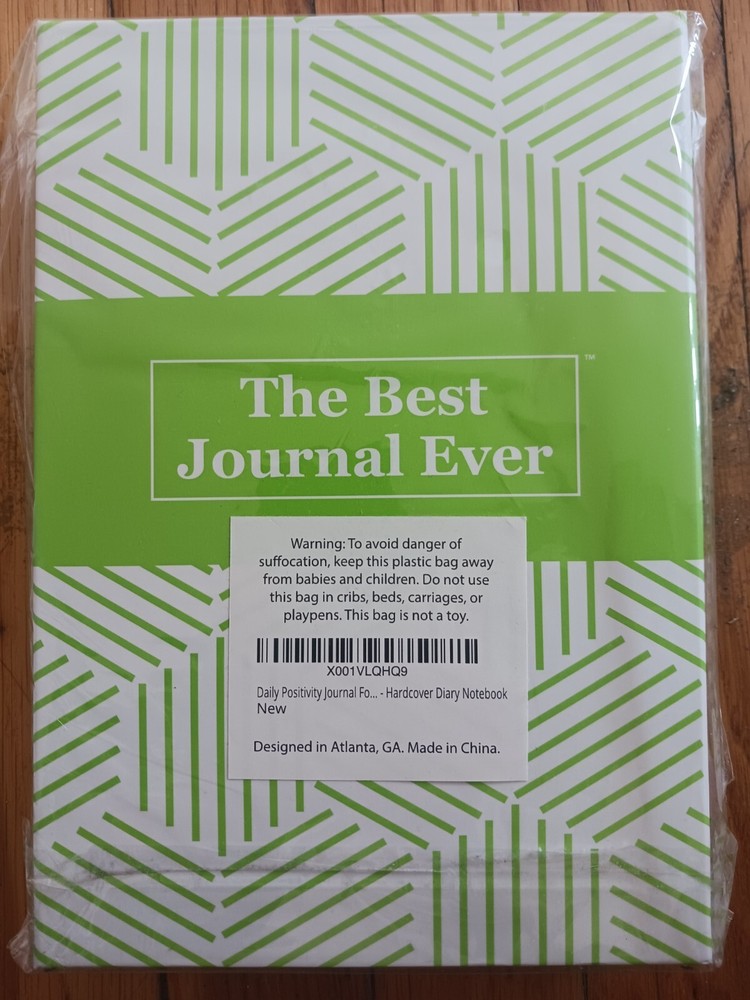 The Best
Journal Ever
™
Warning: To avoid danger of
suffocation, keep this plastic bag away
from babies and children. Do not use
this bag in cribs, beds, carriages, or
playpens. This bag is not a toy.
X001VLQHQ9
Daily Positivity Journal Fo... - Hardcover Diary Notebook
New
Designed in Atlanta, GA. Made in China.